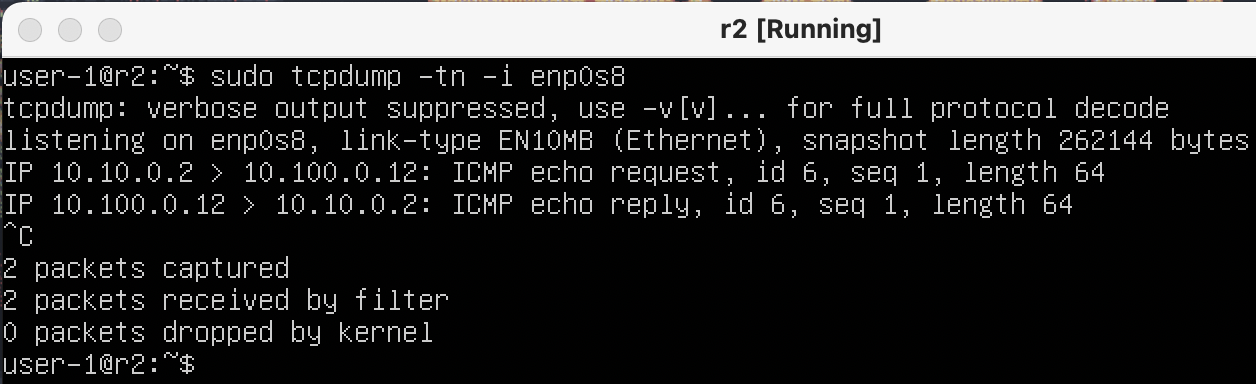 r2 [Running]
user-1@r2:~$ sudo tcpdump -tn -i enp0s8
tcpdump: verbose output suppressed, use -v[v]... for full protocol decode
listening on enp0s8, link-type EN10MB (Ethernet), snapshot length 262144 bytes
IP 10.10.0.2 > 10.100.0.12: ICMP echo request, id 6, seq 1, length 64
IP 10.100.0.12 > 10.10.0.2: ICMP echo reply, id 6, seq 1, length 64
^C
2 packets captured
2 packets received by filter
0 packets dropped by kernel
user-1@r2:~$